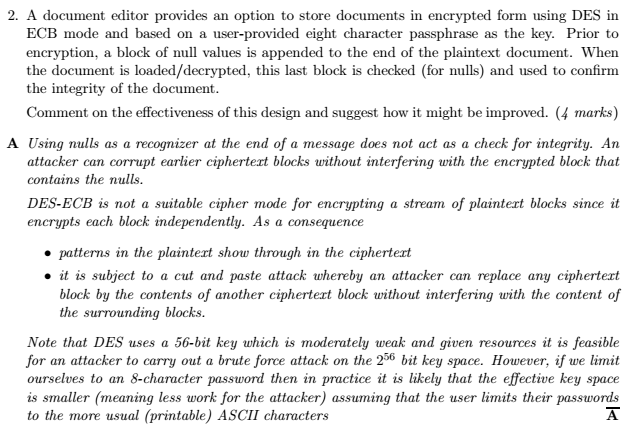 2. A document editor provides an option to store documents in encrypted form using DES in
ECB mode and based on a user-provided eight character passphrase as the key. Prior to
encryption, a block of null values is appended to the end of the plaintext document. When
the document is loaded/decrypted, this last block is checked (for nulls) and used to confirm
the integrity of the document.
Comment on the effectiveness of this design and suggest how it might be improved. (4 marks)
A Using nulls as a recognizer at the end of a message does not act as a check for integrity. An
attacker can corrupt earlier ciphertext blocks without interfering with the encrypted block that
contains the nulls.
DES-ECB is not a suitable cipher mode for encrypting a stream of plaintext blocks since it
encrypts each block independently. As a consequence
• patterns in the plaintext show through in the ciphertext
• it is subject to a cut and paste attack whereby an attacker can replace any ciphertext
block by the contents of another ciphertext block without interfering with the content of
the surrounding blocks.
Note that DES uses a 56-bit key which is moderately weak and given resources it is feasible
for an attacker to carry out a brute force attack on the 2⁵⁶ bit key space. However, if we limit
ourselves to an 8-character password then in practice it is likely that the effective key space
is smaller (meaning less work for the attacker) assuming that the user limits their passwords
to the more usual (printable) ASCII characters A